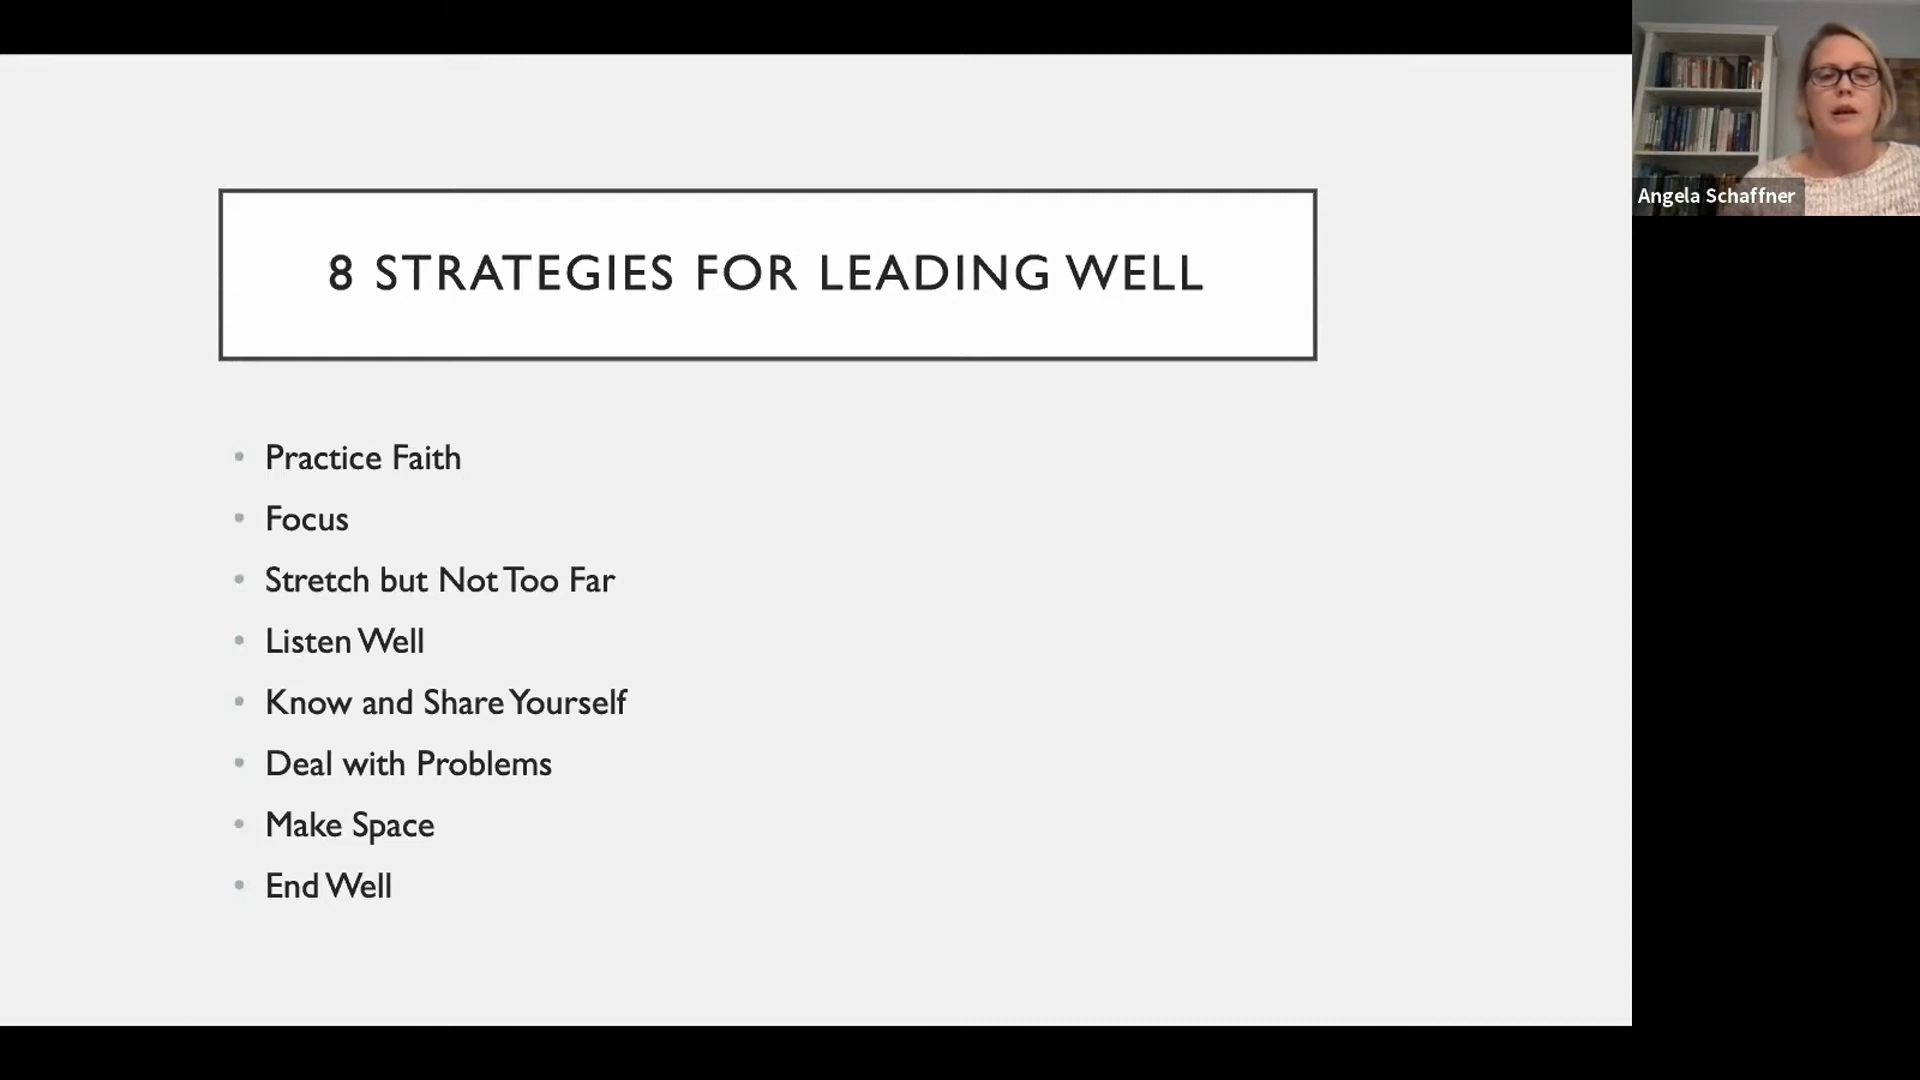 8 STRATEGIES FOR LEADING WELL
• Practice Faith
• Focus
• Stretch but Not Too Far
• Listen Well
• Know and Share Yourself
• Deal with Problems
• Make Space
• End Well
Angela Schaffner